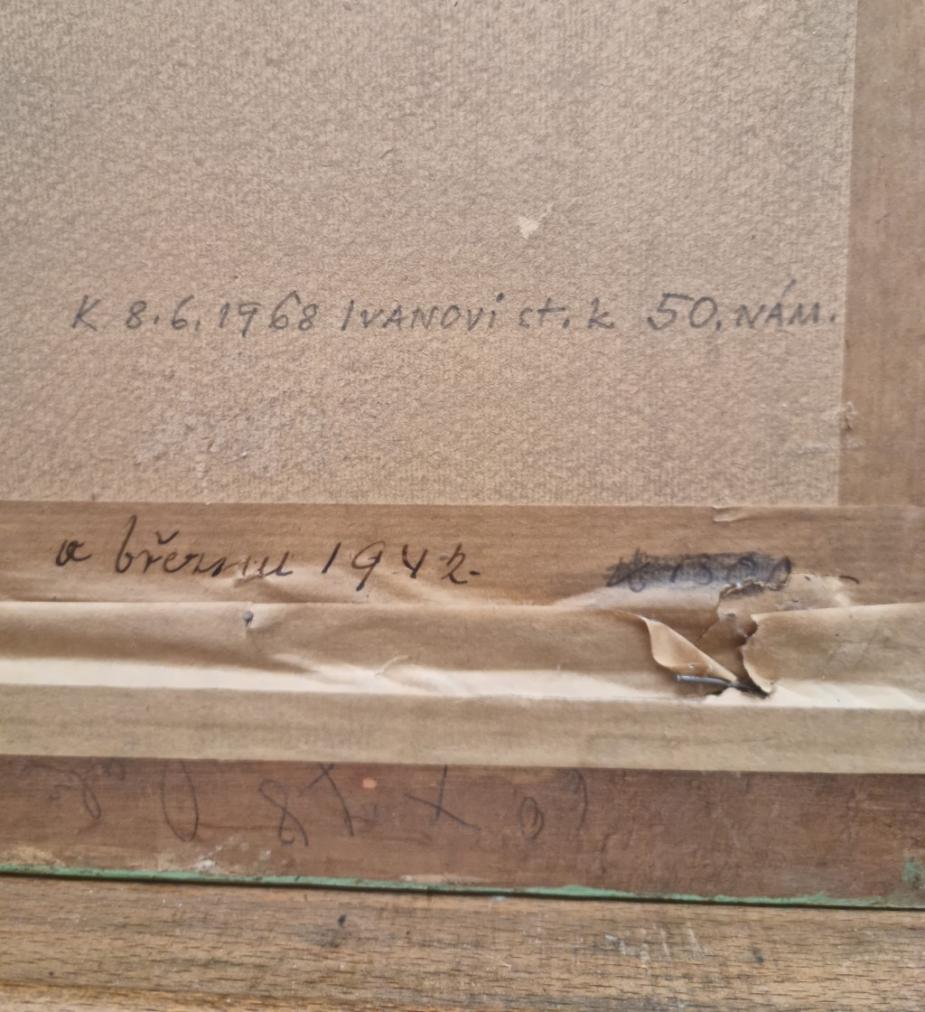 K 8.6.1968 IVANOVI st. k 50. NÁM.
v březnu 1942.